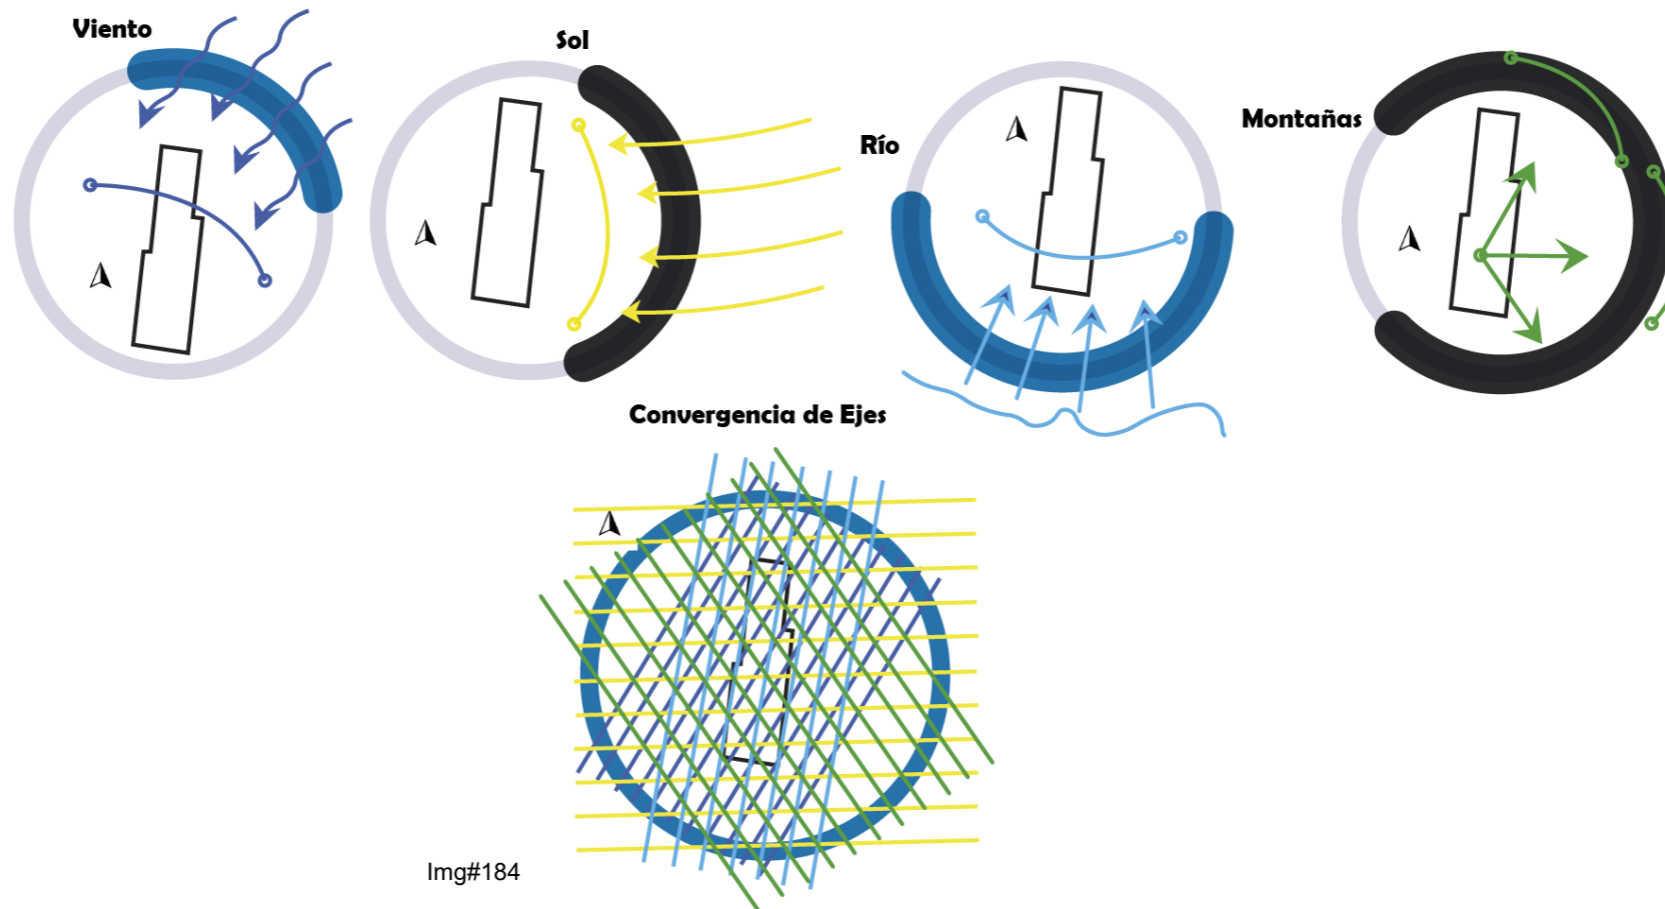 Viento
Sol
Río
Montañas
Convergencia de Ejes
Img#184